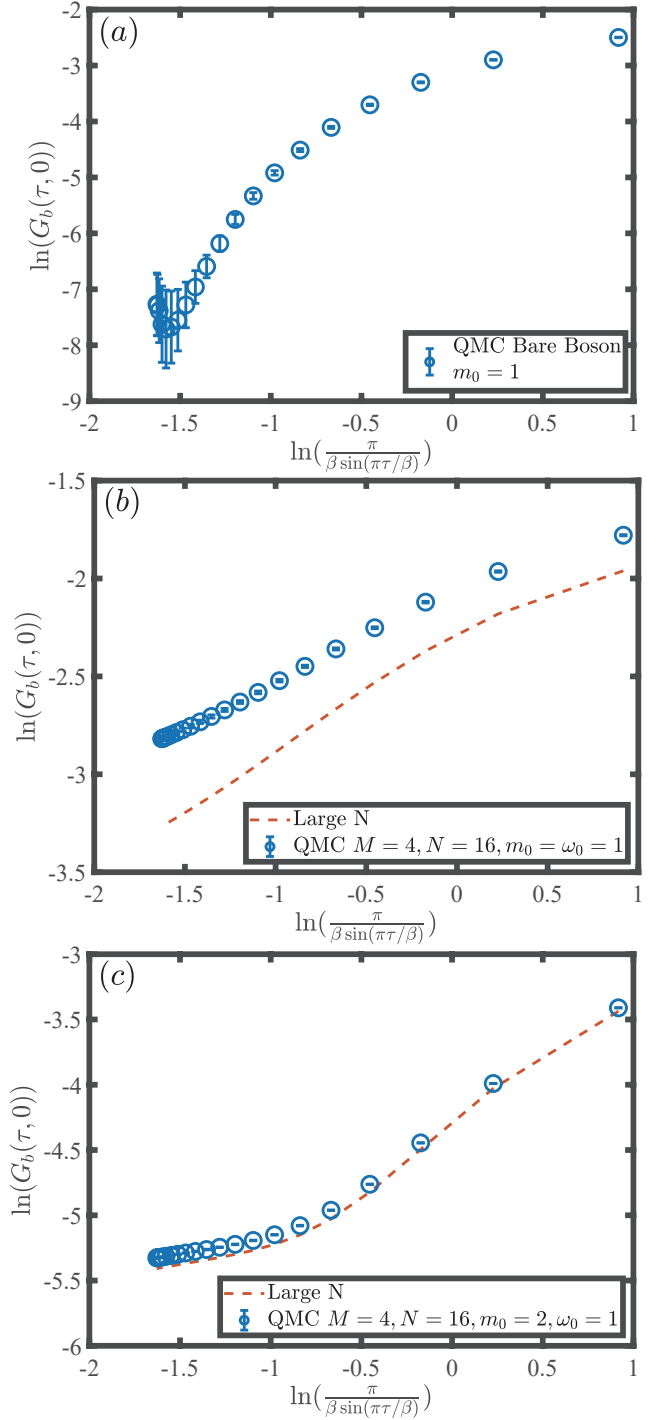 (a)
-2
-3
-4
-5
-6
-7
-8
-9
ln(G_b(τ, 0))
QMC Bare Boson
m_0 = 1
-2 -1.5 -1 -0.5 0 0.5 1
ln(π / β sin(πτ/β))
(b)
-1.5
-2
-2.5
-3
-3.5
ln(G_b(τ, 0))
Large N
QMC M = 4, N = 16, m_0 = ω_0 = 1
-2 -1.5 -1 -0.5 0 0.5 1
ln(π / β sin(πτ/β))
(c)
-3
-3.5
-4
-4.5
-5
-5.5
-6
ln(G_b(τ, 0))
Large N
QMC M = 4, N = 16, m_0 = 2, ω_0 = 1
-2 -1.5 -1 -0.5 0 0.5 1
ln(π / β sin(πτ/β))